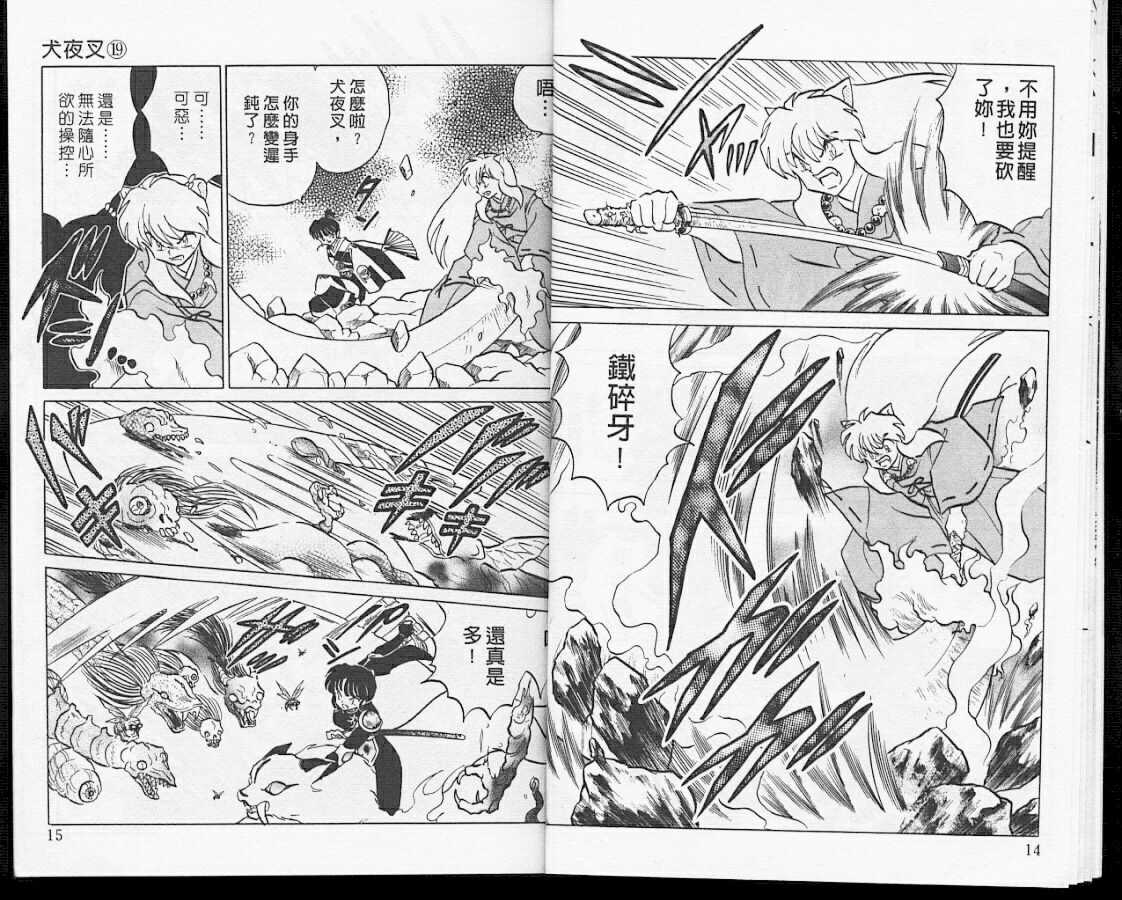 不用妳提醒
，我也要砍
了妳！
鐵碎牙！
14
犬夜叉⑲
唔…
怎麼啦？
犬夜叉，
你的身手
怎麼變遲
鈍了？
タン
可……
可惡…
還是……
無法隨心所
欲的操控…
還真是
多！
15